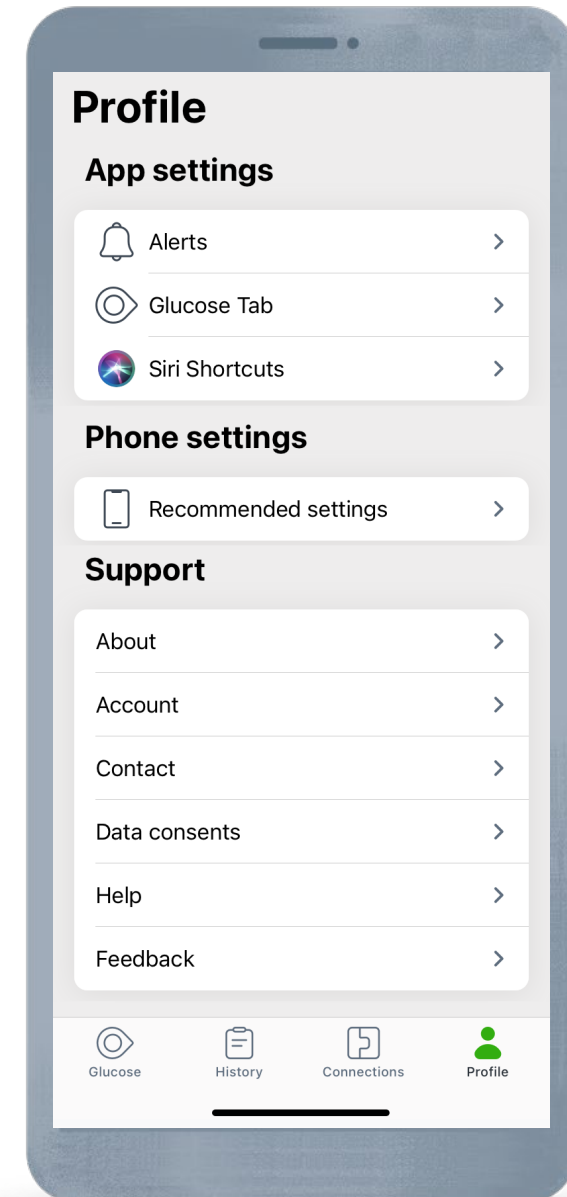 Profile
App settings
Alerts
Glucose Tab
Siri Shortcuts
Phone settings
Recommended settings
Support
About
Account
Contact
Data consents
Help
Feedback
Glucose
History
Connections
Profile